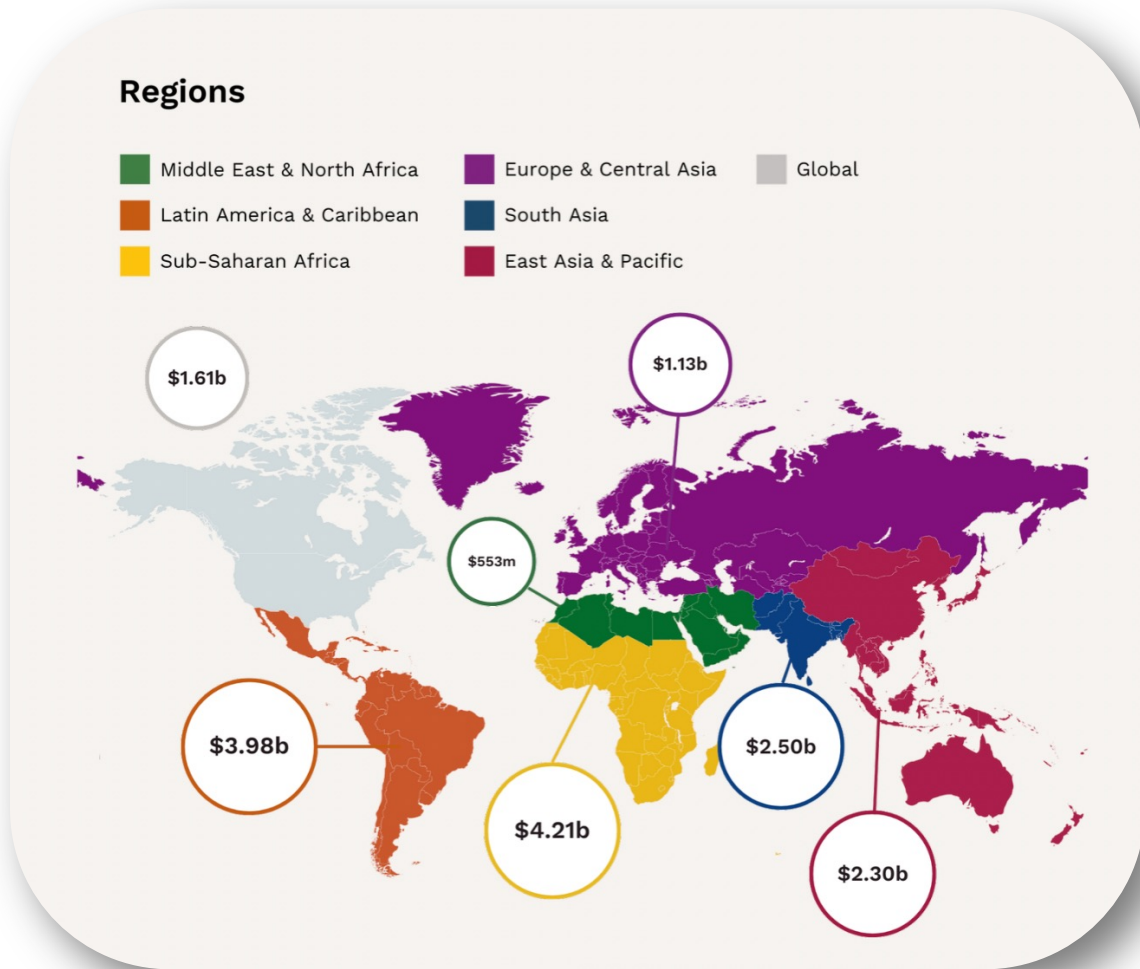 Regions
Middle East & North Africa
Europe & Central Asia
Global
Latin America & Caribbean
South Asia
Sub-Saharan Africa
East Asia & Pacific
$1.61b
$1.13b
$553m
$3.98b
$2.50b
$4.21b
$2.30b